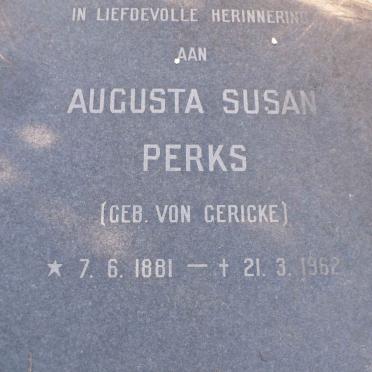 IN LIEFDEVOLLE HERINNERING
AAN
AUGUSTA SUSAN
PERKS
(GEB. VON GERICKE)
★ 7. 6. 1881 — † 21. 3. 1962